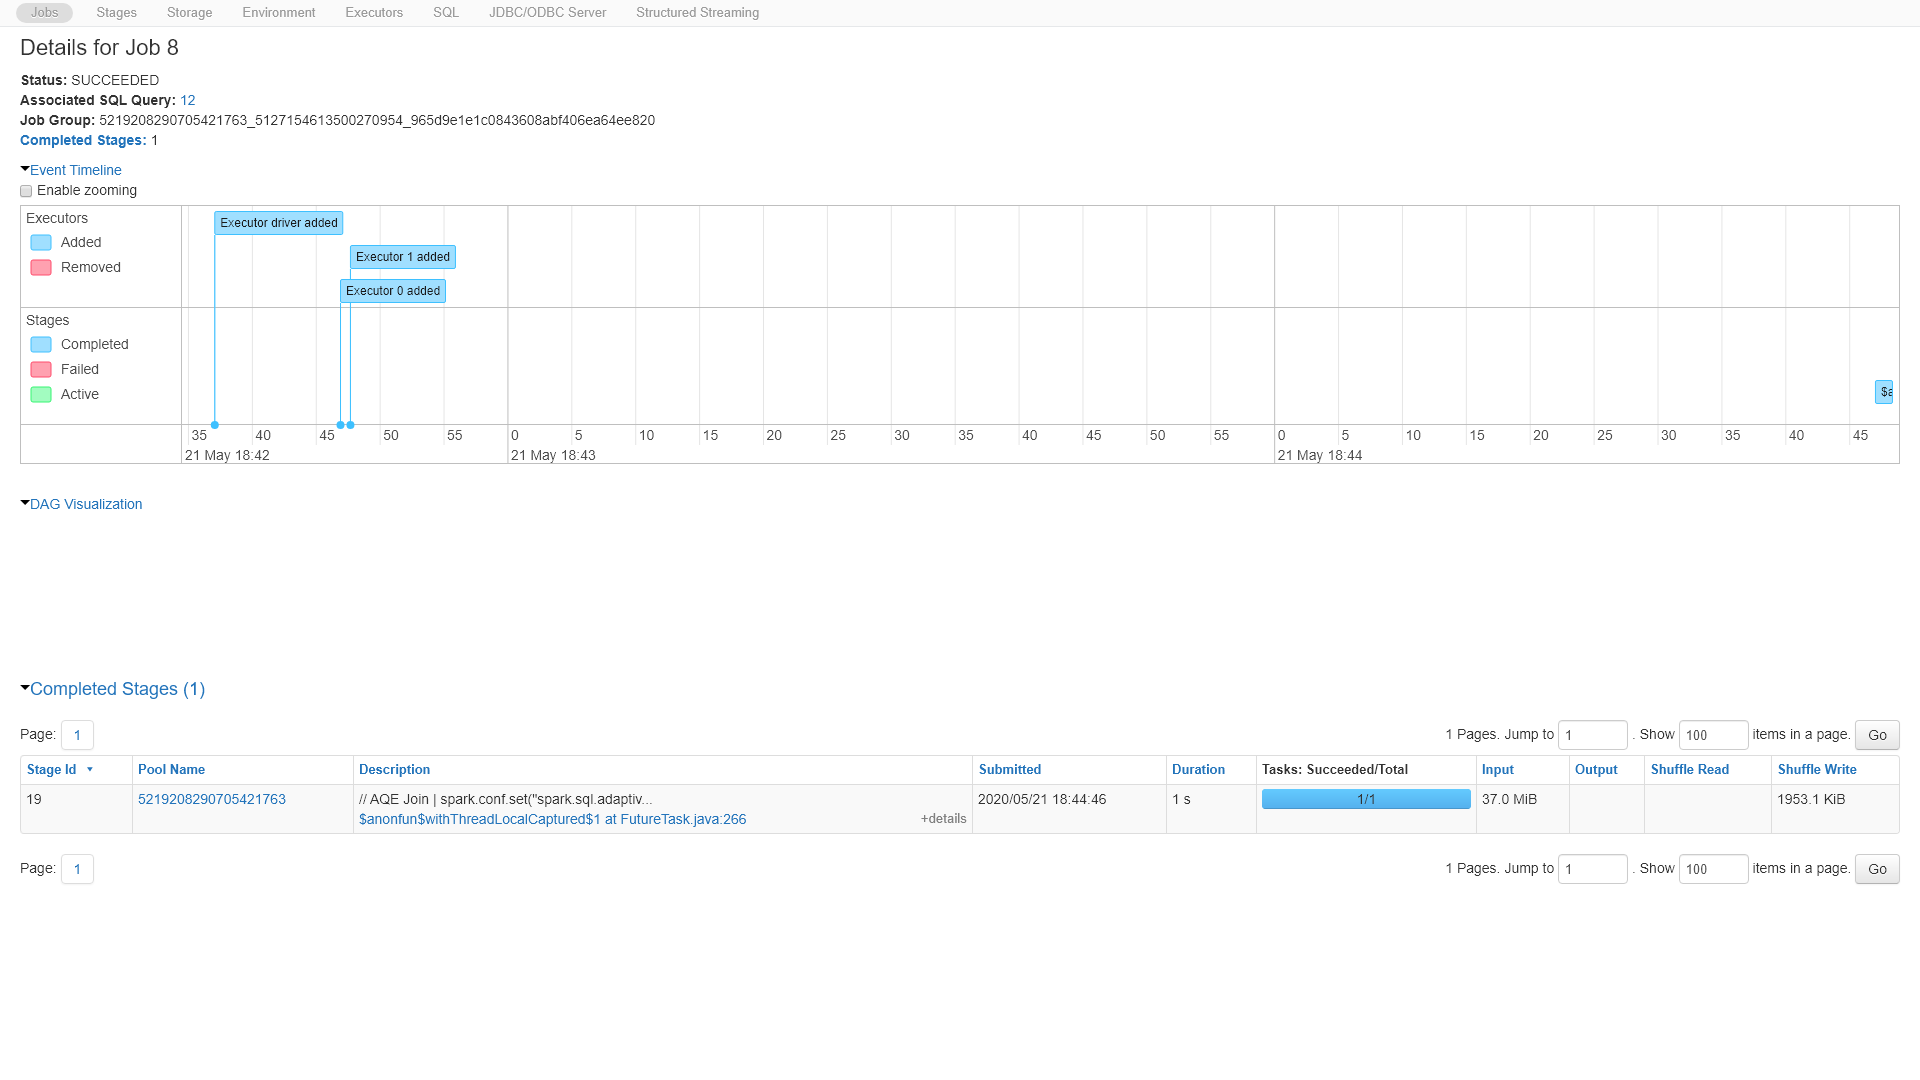 Jobs Stages Storage Environment Executors SQL JDBC/ODBC Server Structured Streaming
Details for Job 8
Status: SUCCEEDED
Associated SQL Query: 12
Job Group: 5219208290705421763_5127154613500270954_965d9e1e1c0843608abf406ea64ee820
Completed Stages: 1
Event Timeline
Enable zooming
Executors
Added
Removed
Executor driver added
Executor 1 added
Executor 0 added
Stages
Completed
Failed
Active
$a
35 40 45 50 55 0 5 10 15 20 25 30 35 40 45 50 55 0 5 10 15 20 25 30 35 40 45
21 May 18:42 21 May 18:43 21 May 18:44
DAG Visualization
Completed Stages (1)
Page: 1 1 Pages. Jump to 1 . Show 100 items in a page. Go
Stage Id Pool Name Description Submitted Duration Tasks: Succeeded/Total Input Output Shuffle Read Shuffle Write
19 5219208290705421763 // AQE Join | spark.conf.set("spark.sql.adaptiv... 2020/05/21 18:44:46 1 s 1/1 37.0 MiB 1953.1 KiB
$anonfun$withThreadLocalCaptured$1 at FutureTask.java:266 +details
Page: 1 1 Pages. Jump to 1 . Show 100 items in a page. Go